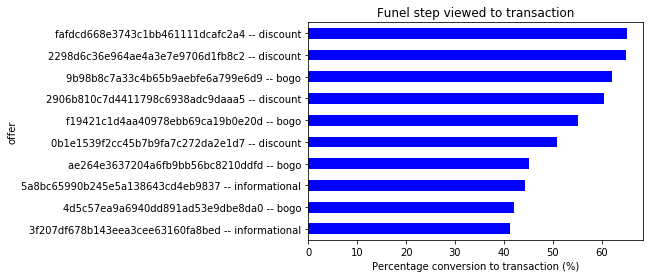 Funel step viewed to transaction
offer
fafdcd668e3743c1bb461111dcafc2a4 -- discount
2298d6c36e964ae4a3e7e9706d1fb8c2 -- discount
9b98b8c7a33c4b65b9aebfe6a799e6d9 -- bogo
2906b810c7d4411798c6938adc9daaa5 -- discount
f19421c1d4aa40978ebb69ca19b0e20d -- bogo
0b1e1539f2cc45b7b9fa7c272da2e1d7 -- discount
ae264e3637204a6fb9bb56bc8210ddfd -- bogo
5a8bc65990b245e5a138643cd4eb9837 -- informational
4d5c57ea9a6940dd891ad53e9dbe8da0 -- bogo
3f207df678b143eea3cee63160fa8bed -- informational
0 10 20 30 40 50 60
Percentage conversion to transaction (%)